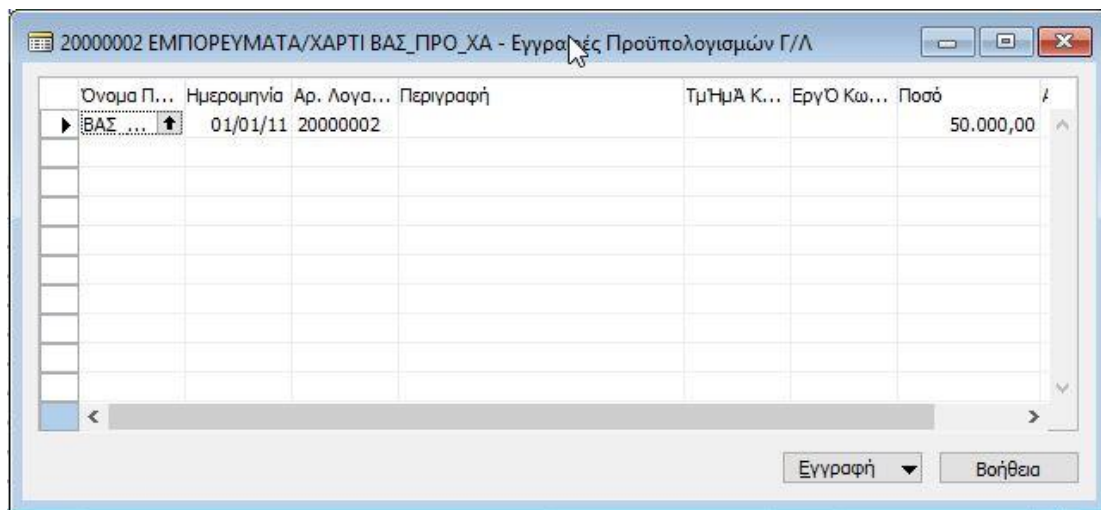 20000002 ΕΜΠΟΡΕΥΜΑΤΑ/ΧΑΡΤΙ ΒΑΣ_ΠΡΟ_ΧΑ - Εγγραφές Προϋπολογισμών Γ/Λ
Όνομα Π... Ημερομηνία Αρ. Λογα... Περιγραφή ΤμΉμΆ Κ... ΕργΌ Κω... Ποσό
ΒΑΣ_... 01/01/11 20000002 50.000,00
Εγγραφή Βοήθεια